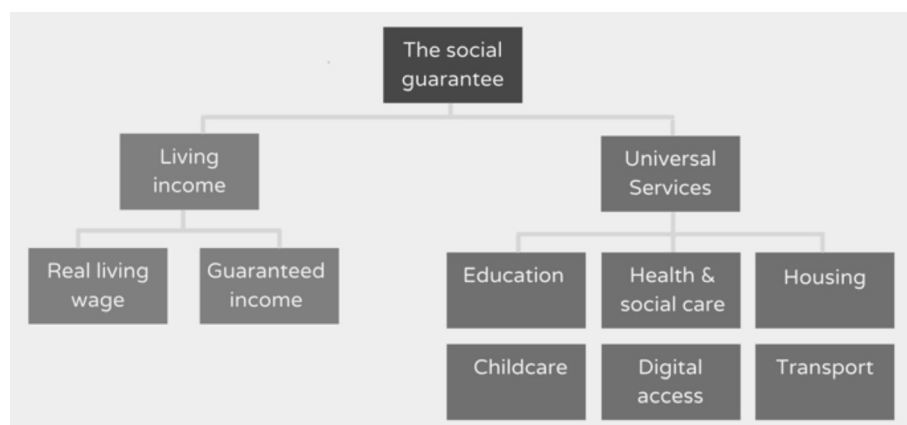 The social
guarantee
Living
income
Universal
Services
Real living
wage
Guaranteed
income
Education
Health &
social care
Housing
Childcare
Digital
access
Transport